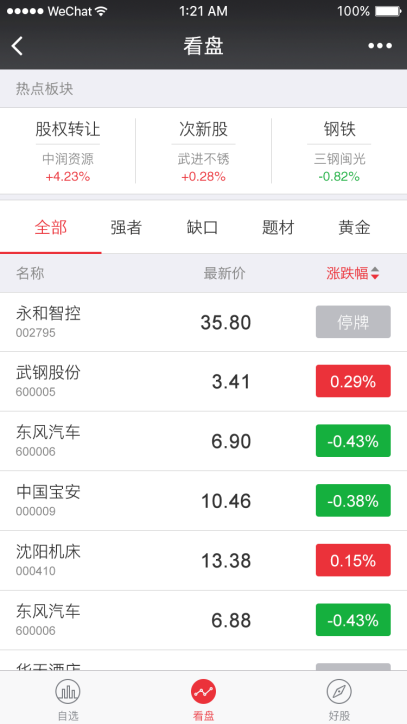 WeChat 1:21 AM 100%
看盘
热点板块
股权转让 次新股 钢铁
中润资源 武进不锈 三钢闽光
+4.23% +0.28% -0.82%
全部 强者 缺口 题材 黄金
名称 最新价 涨跌幅
永和智控 35.80 停牌
002795
武钢股份 3.41 0.29%
600005
东风汽车 6.90 -0.43%
600006
中国宝安 10.46 -0.38%
000009
沈阳机床 13.38 0.15%
000410
东风汽车 6.88 -0.43%
600006
华天酒店
自选 看盘 好股